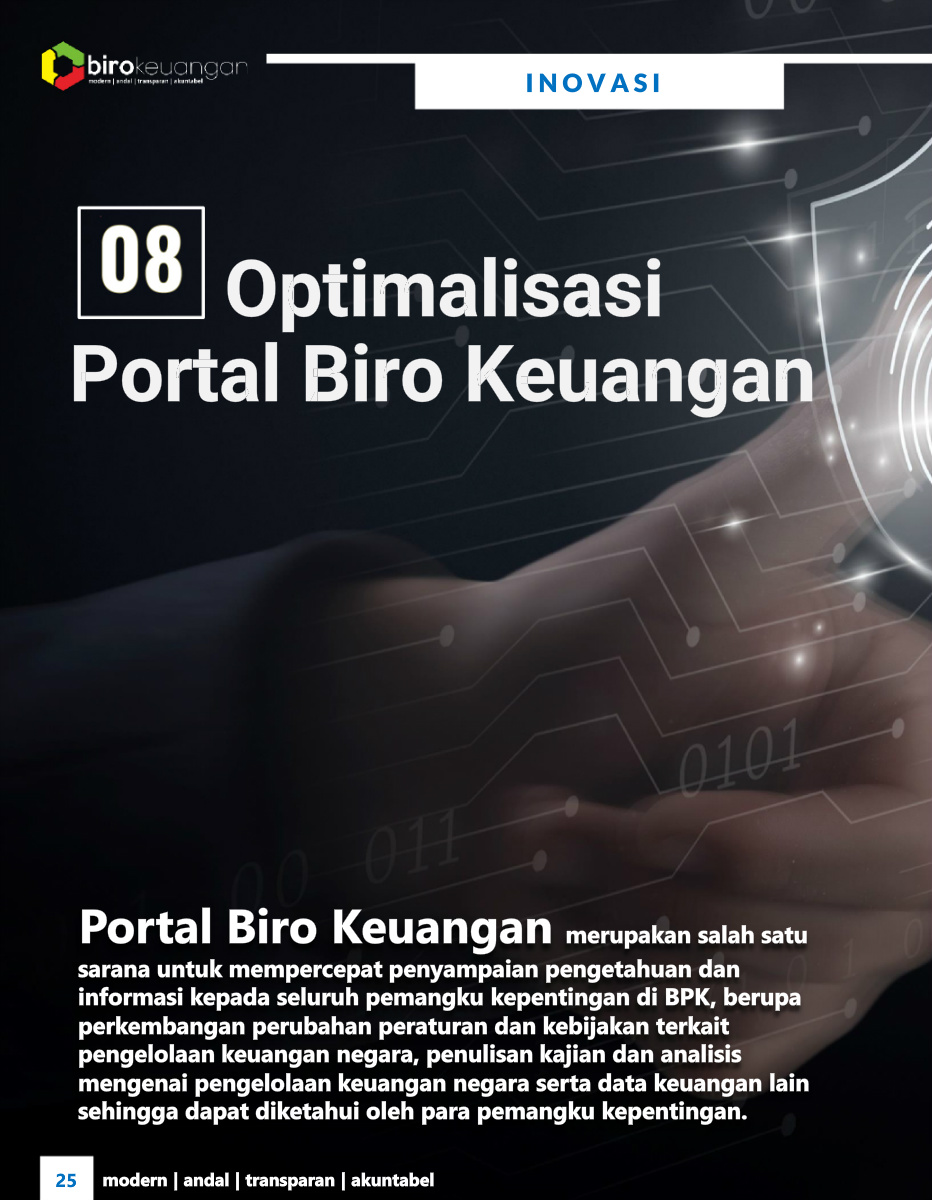 birokeuangan
modern | andal | transparan | akuntabel
INOVASI
00
08 Optimalisasi
Portal Biro Keuangan
0101
00 011
Portal Biro Keuangan merupakan salah satu
sarana untuk mempercepat penyampaian pengetahuan dan
informasi kepada seluruh pemangku kepentingan di BPK, berupa
perkembangan perubahan peraturan dan kebijakan terkait
pengelolaan keuangan negara, penulisan kajian dan analisis
mengenai pengelolaan keuangan negara serta data keuangan lain
sehingga dapat diketahui oleh para pemangku kepentingan.
25 modern | andal | transparan | akuntabel